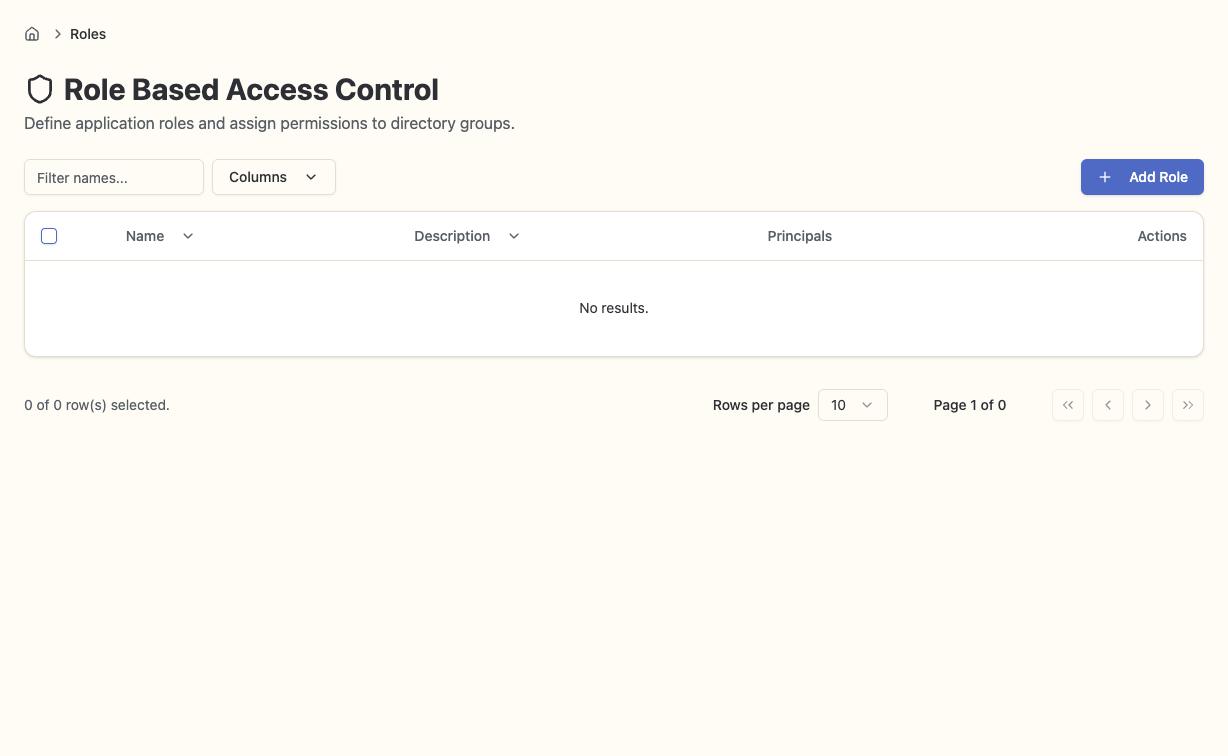 Roles
Role Based Access Control
Define application roles and assign permissions to directory groups.
Filter names...
Columns
Add Role
Name Description Principals Actions
No results.
0 of 0 row(s) selected.
Rows per page 10 Page 1 of 0